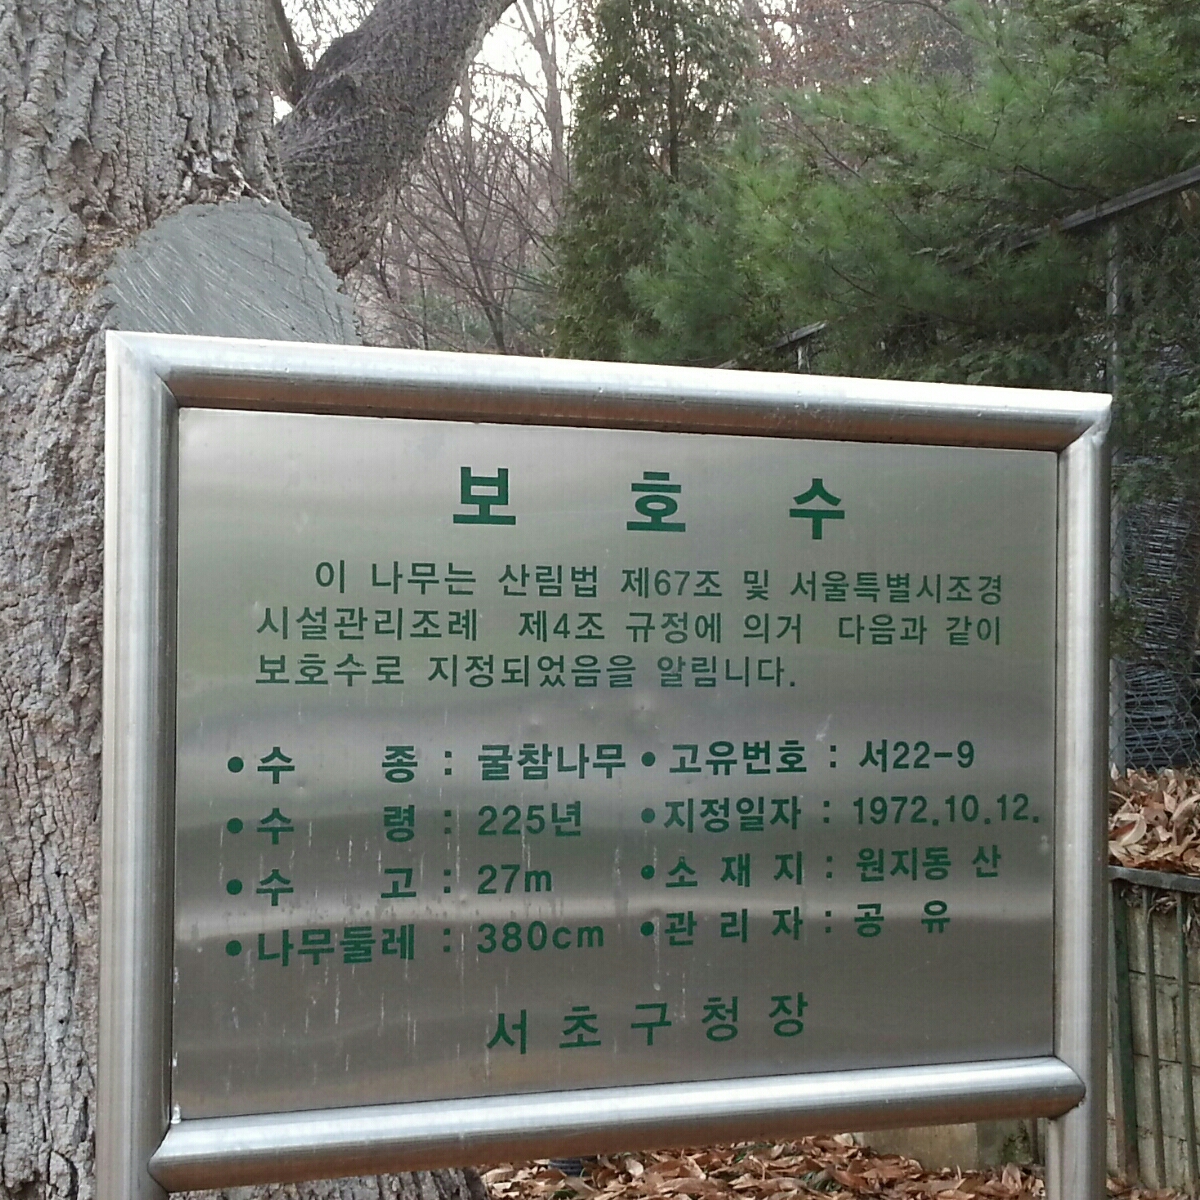 보 호 수
이 나무는 산림법 제67조 및 서울특별시조경
시설관리조례 제4조 규정에 의거 다음과 같이
보호수로 지정되었음을 알림니다.
• 수 종 : 굴참나무 • 고유번호 : 서22-9
• 수 령 : 225년 • 지정일자 : 1972.10.12.
• 수 고 : 27m • 소 재 지 : 원지동 산
• 나무둘레 : 380cm • 관 리 자 : 공 유
서 초 구 청 장